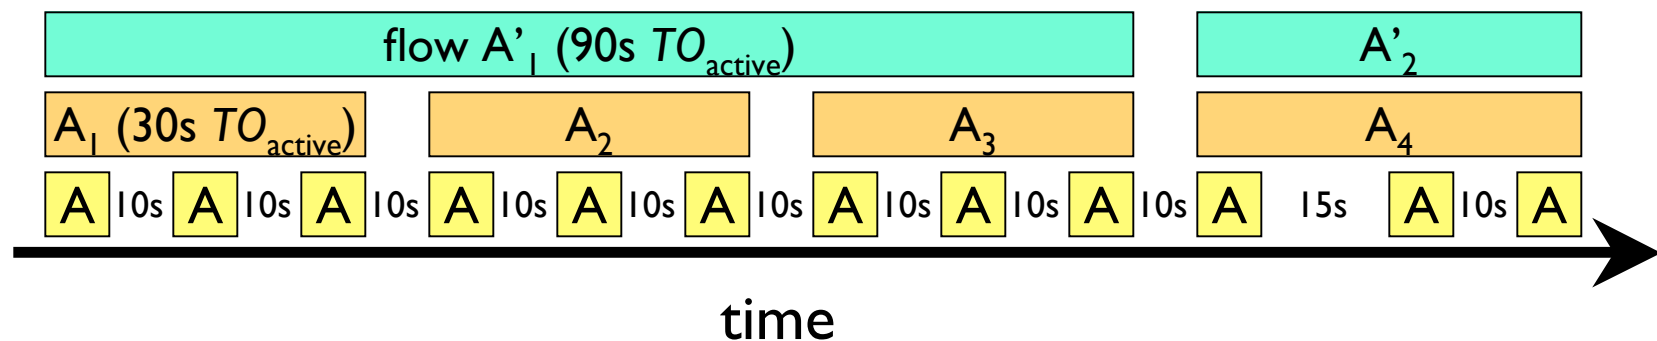 flow A’1 (90s TOactive) A’2
A1 (30s TOactive) A2 A3 A4
A 10s A 10s A 10s A 10s A 10s A 10s A 10s A 10s A 10s A 15s A 10s A
time